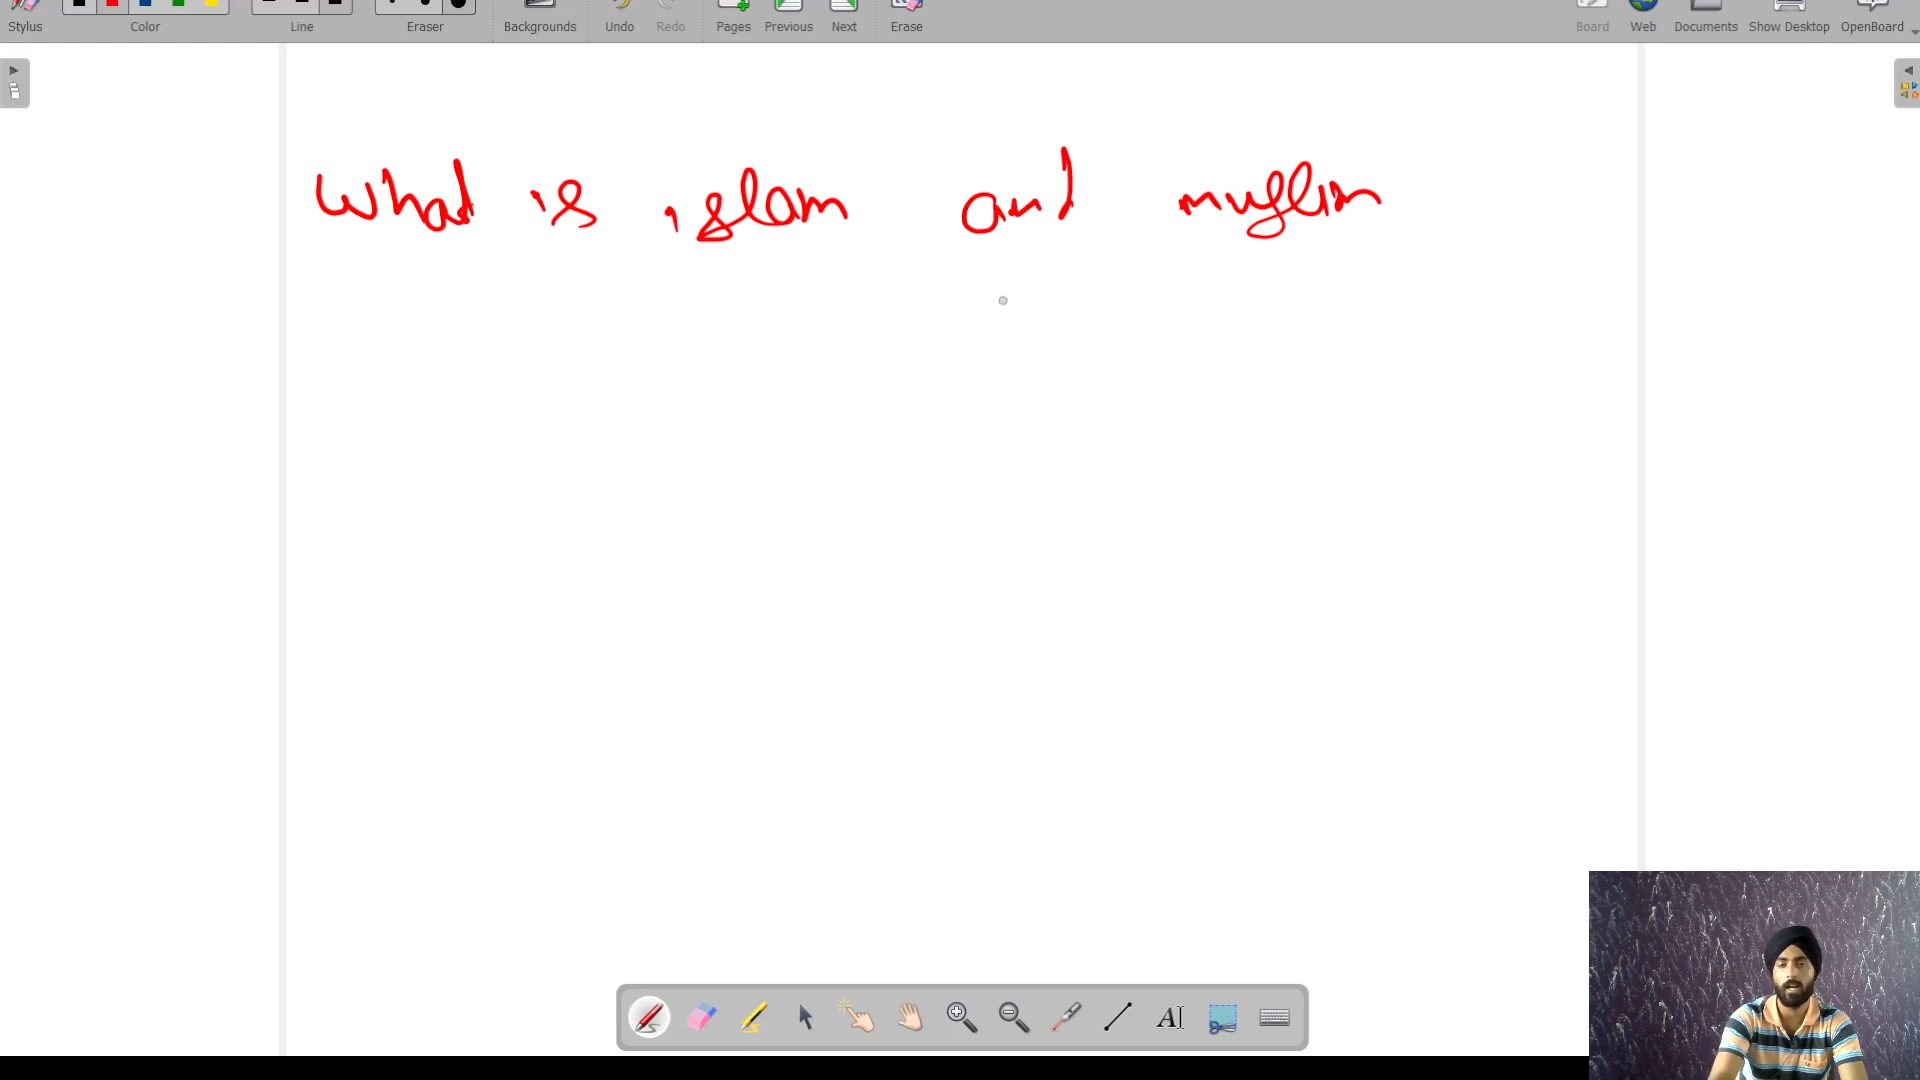 Stylus Color Line Eraser Backgrounds Undo Redo Pages Previous Next Erase Board Web Documents Show Desktop OpenBoard
What is islam and muslim